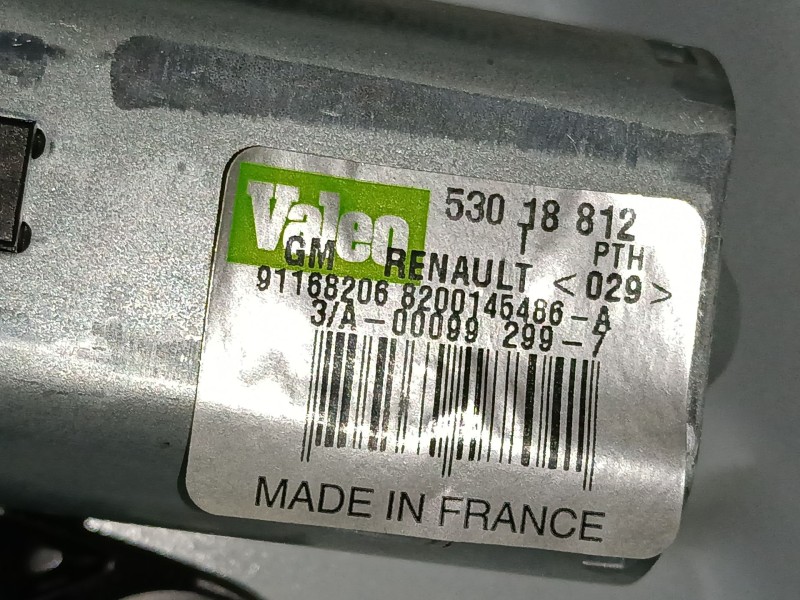 Valeo 530 18 812
T PTH
GM RENAULT <029>
91168206 8200145486-A
3/A-00099 299-7
MADE IN FRANCE